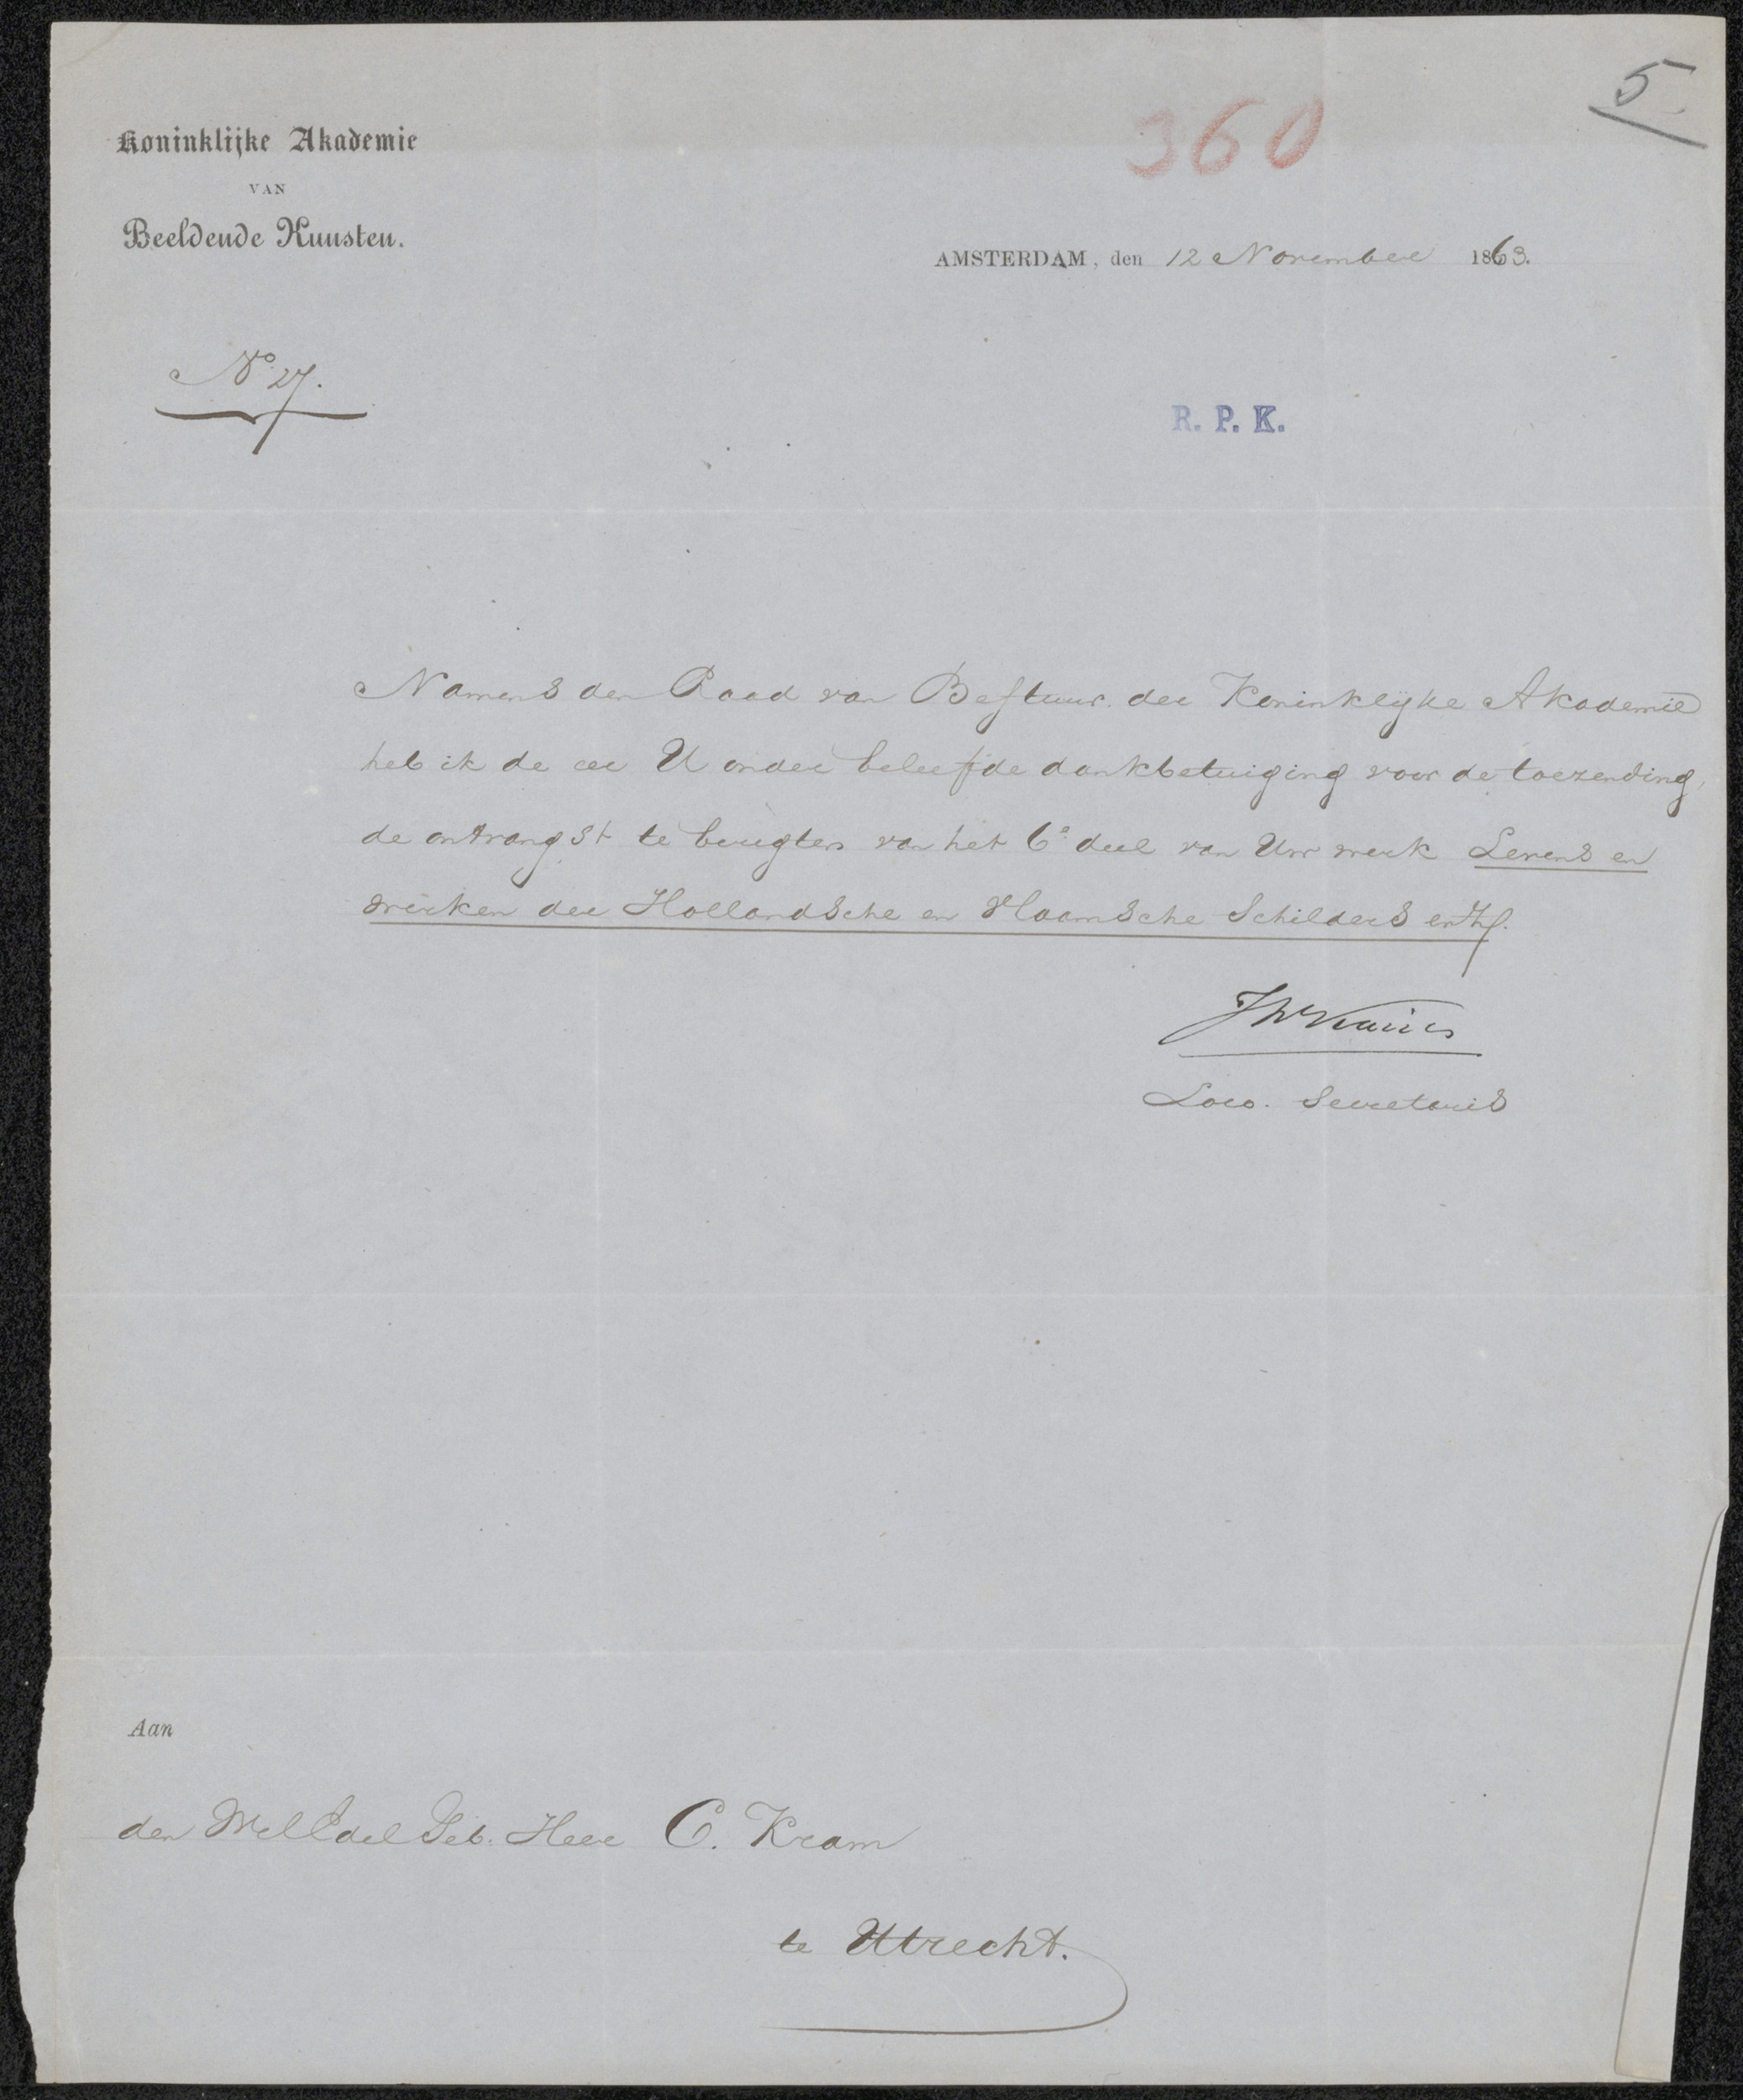 5
360
Koninklijke Akademie
VAN
Beeldende Kunsten.
AMSTERDAM, den 12 November 1863.
No. 27.
R. P. K.
Namens den Raad van Bestuur der Koninklijke Akademie
heb ik de eer U onder beleefde dankbetuiging voor de toezending,
de ontvangst te berigten van het 6e deel van Uw werk Levens en
werken der Hollandsche en Vlaamsche Schilders enz.
Loco. Secretaris
Aan
den WelEdel Geb. Heer C. Kram
te Utrecht.